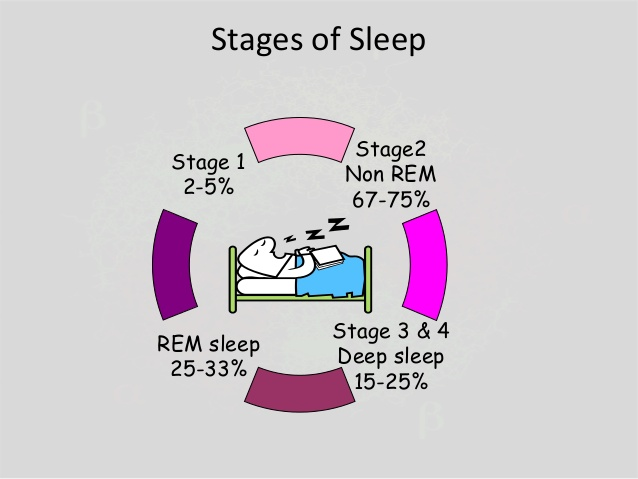 Stages of Sleep
Stage 1
2-5%
Stage2
Non REM
67-75%
Stage 3 & 4
Deep sleep
15-25%
REM sleep
25-33%
z z z
β
β